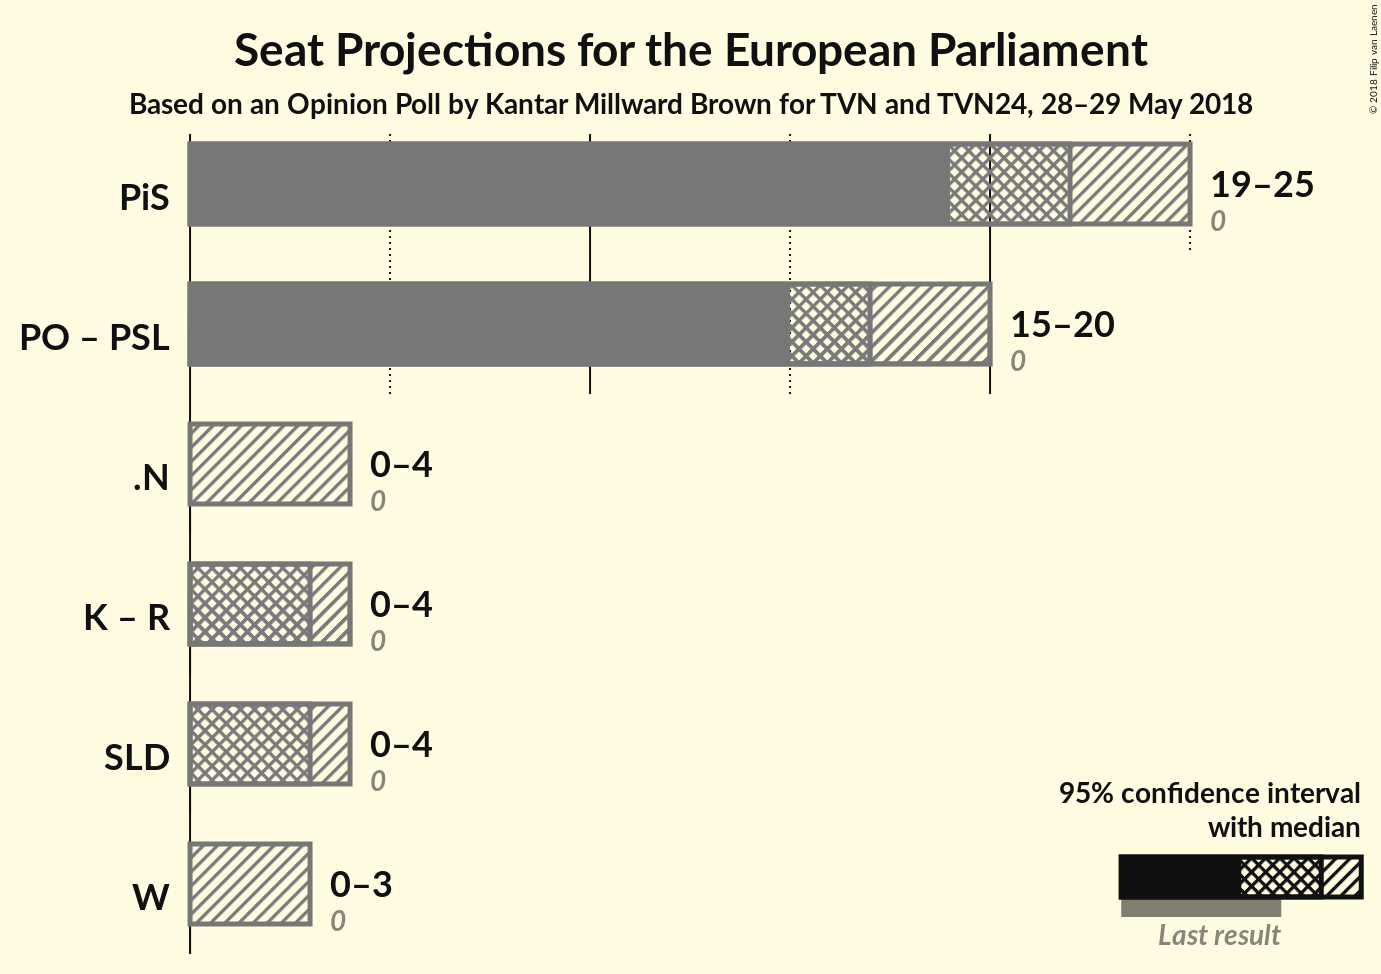 Seat Projections for the European Parliament
Based on an Opinion Poll by Kantar Millward Brown for TVN and TVN24, 28–29 May 2018
© 2018 Filip van Laenen
PiS
19–25
0
PO – PSL
15–20
0
.N
0–4
0
K – R
0–4
0
SLD
0–4
0
W
0–3
0
95% confidence interval
with median
Last result